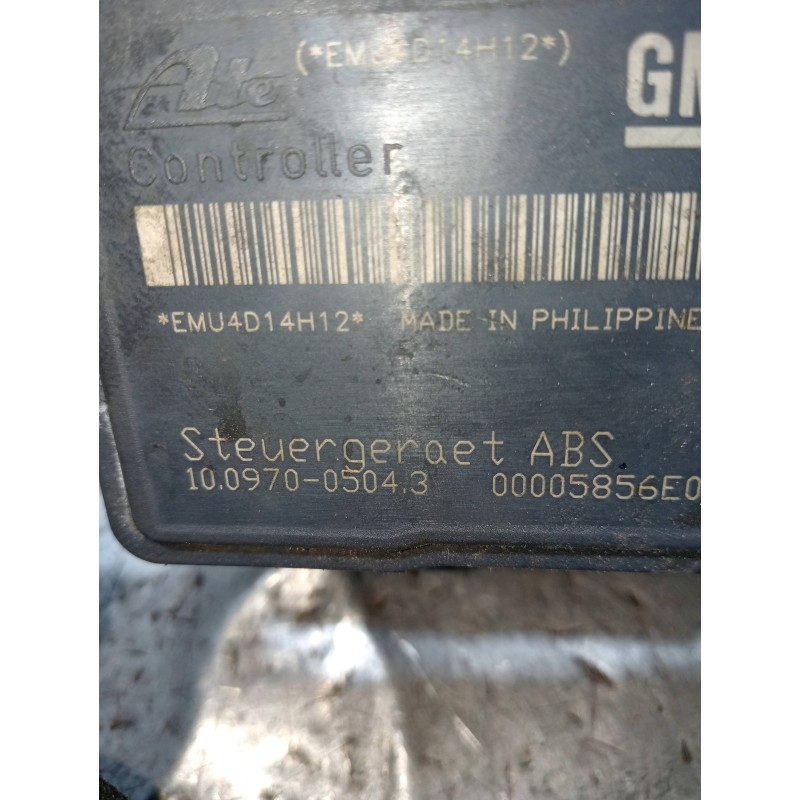 (*EMU4D14H12*)
GM
Ate
Controller
*EMU4D14H12* MADE IN PHILIPPINE
Steuergeraet ABS
10.0970-0504.3 00005856E0